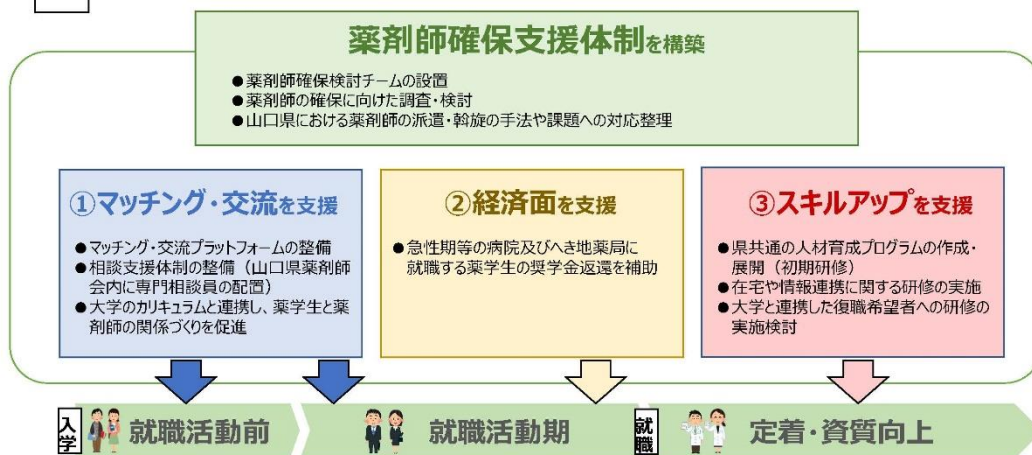 薬剤師確保支援体制を構築
●薬剤師確保検討チームの設置
●薬剤師の確保に向けた調査・検討
●山口県における薬剤師の派遣・斡旋の手法や課題への対応整理
①マッチング・交流を支援
●マッチング・交流プラットフォームの整備
●相談支援体制の整備（山口県薬剤師
会内に専門相談員の配置）
●大学のカリキュラムと連携し、薬学生と薬
剤師の関係づくりを促進
②経済面を支援
●急性期等の病院及びへき地薬局に
就職する薬学生の奨学金返還を補助
③スキルアップを支援
●県共通の人材育成プログラムの作成・
展開（初期研修）
●在宅や情報連携に関する研修の実施
●大学と連携した復職希望者への研修の
実施検討
入学
就職活動前
就職活動期
就職
定着・資質向上